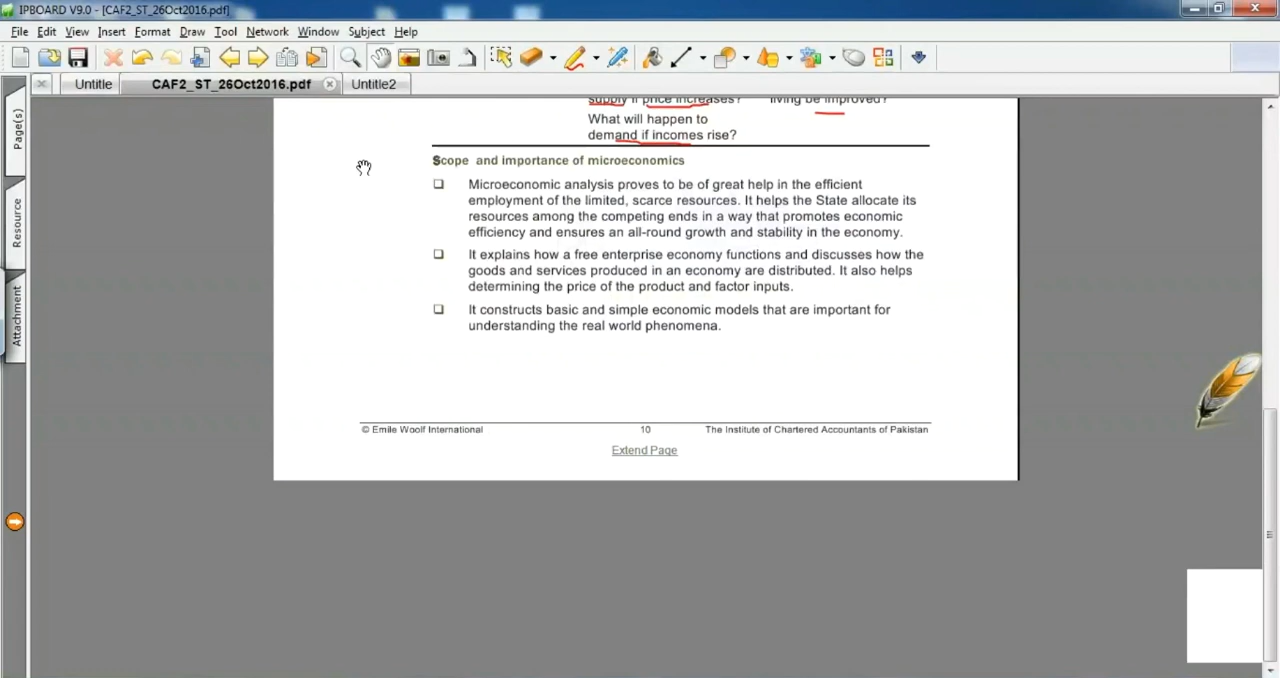 IPBOARD V9.0 - [CAF2_ST_26Oct2016.pdf]
File Edit View Insert Format Draw Tool Network Window Subject Help
Untitle CAF2_ST_26Oct2016.pdf Untitle2
Page(s)
Resource
Attachment
supply if price increases? living be improved?
What will happen to
demand if incomes rise?
Scope and importance of microeconomics
Microeconomic analysis proves to be of great help in the efficient
employment of the limited, scarce resources. It helps the State allocate its
resources among the competing ends in a way that promotes economic
efficiency and ensures an all-round growth and stability in the economy.
It explains how a free enterprise economy functions and discusses how the
goods and services produced in an economy are distributed. It also helps
determining the price of the product and factor inputs.
It constructs basic and simple economic models that are important for
understanding the real world phenomena.
© Emile Woolf International 10 The Institute of Chartered Accountants of Pakistan
Extend Page